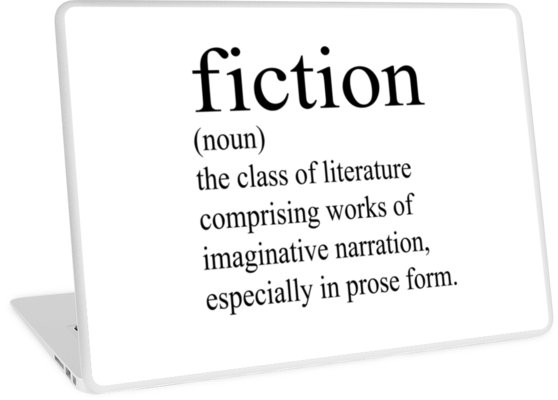 fiction
(noun)
the class of literature
comprising works of
imaginative narration,
especially in prose form.